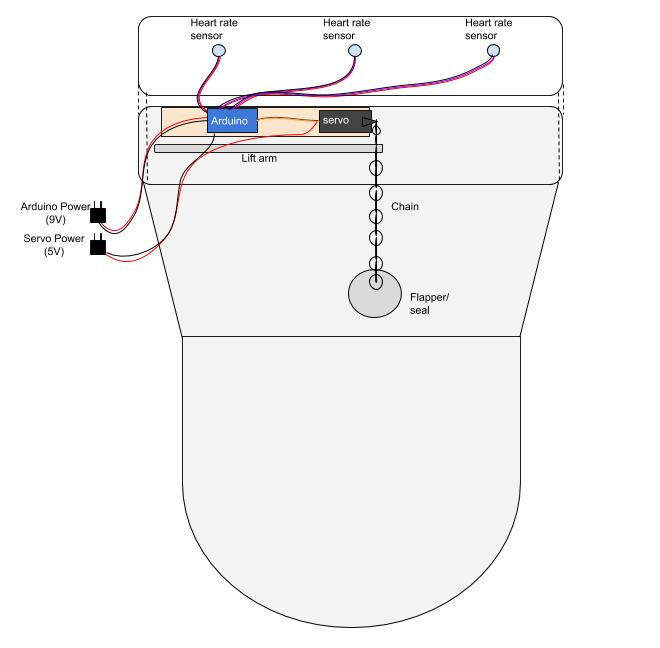 Heart rate
sensor
Heart rate
sensor
Heart rate
sensor
Arduino
servo
Lift arm
Arduino Power
(9V)
Chain
Servo Power
(5V)
Flapper/
seal